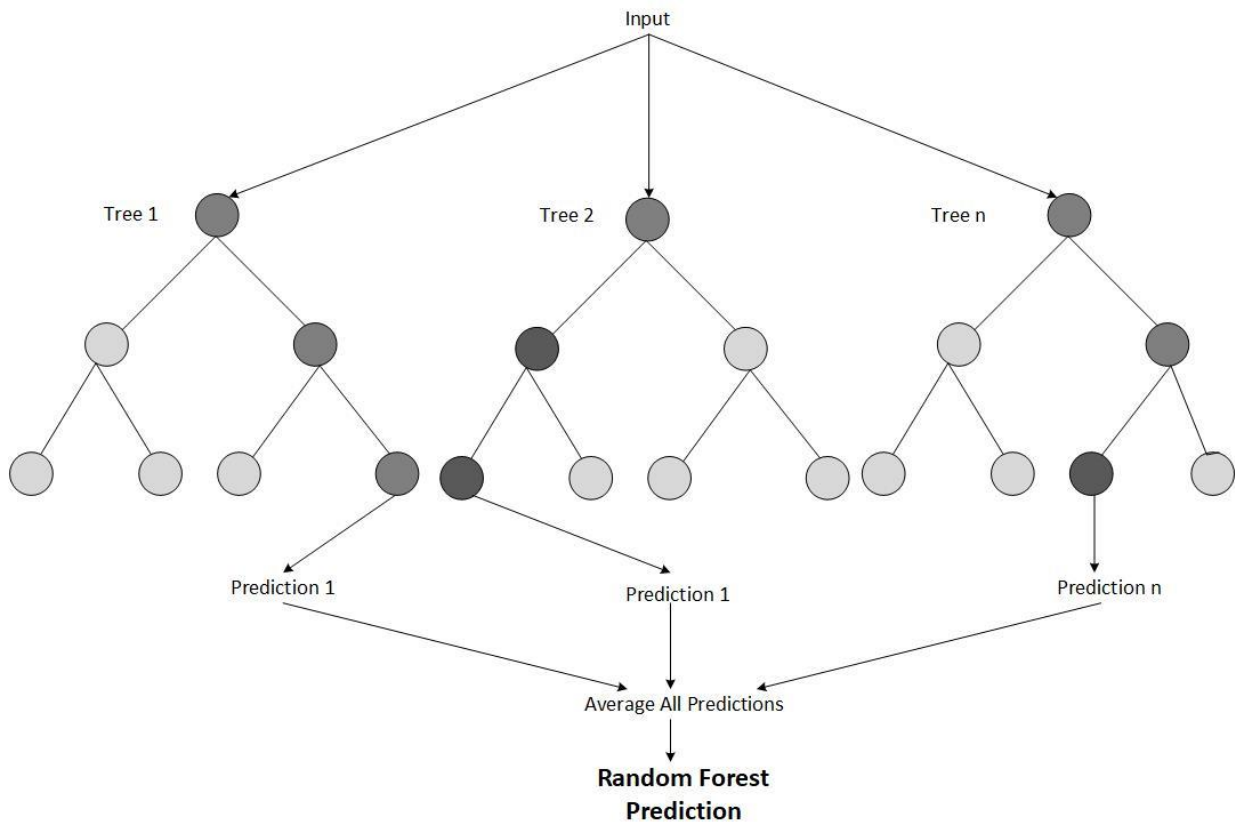 Input
Tree 1
Tree 2
Tree n
Prediction 1
Prediction 1
Prediction n
Average All Predictions
Random Forest
Prediction